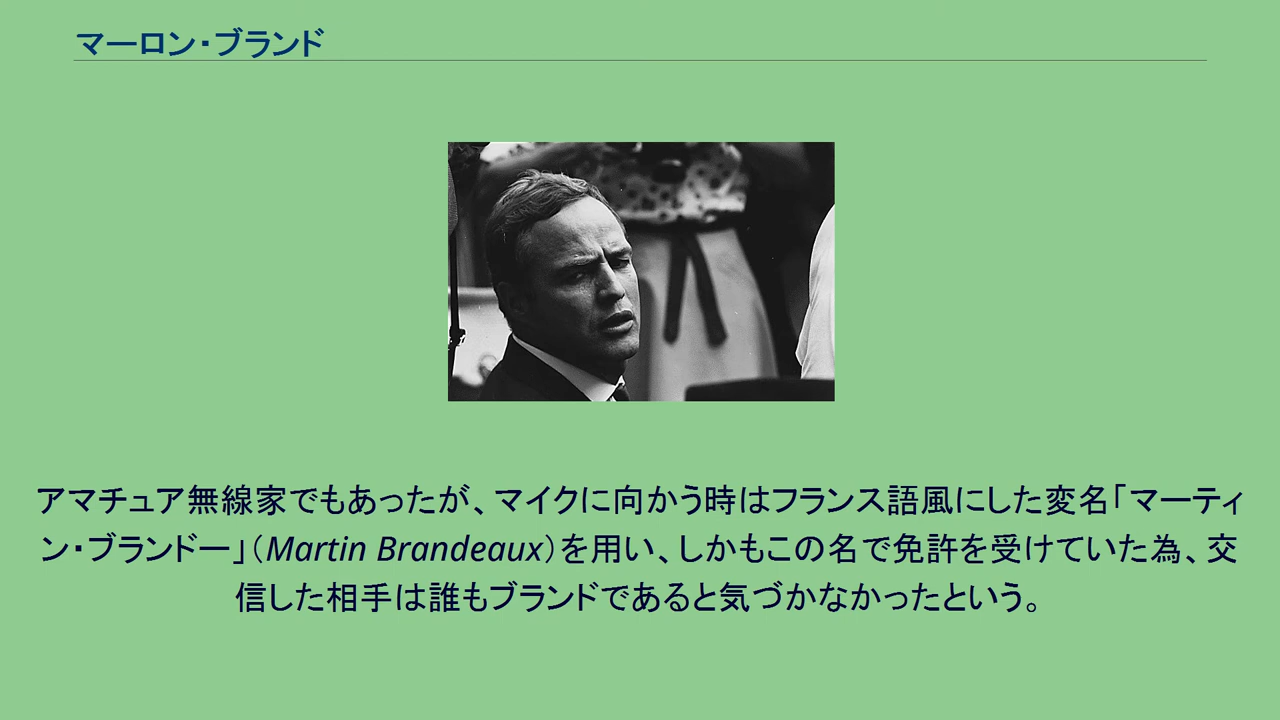 マーロン・ブランド
アマチュア無線家でもあったが、マイクに向かう時はフランス語風にした変名「マーティ
ン・ブランドー」（Martin Brandeaux）を用い、しかもこの名で免許を受けていた為、交
信した相手は誰もブランドであると気づかなかったという。